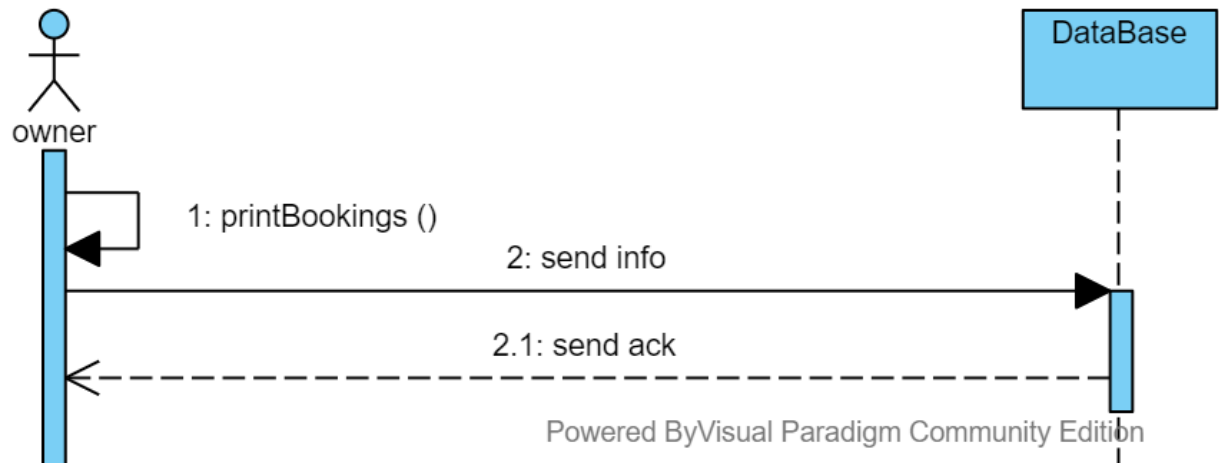 DataBase
owner
1: printBookings ()
2: send info
2.1: send ack
Powered ByVisual Paradigm Community Edition